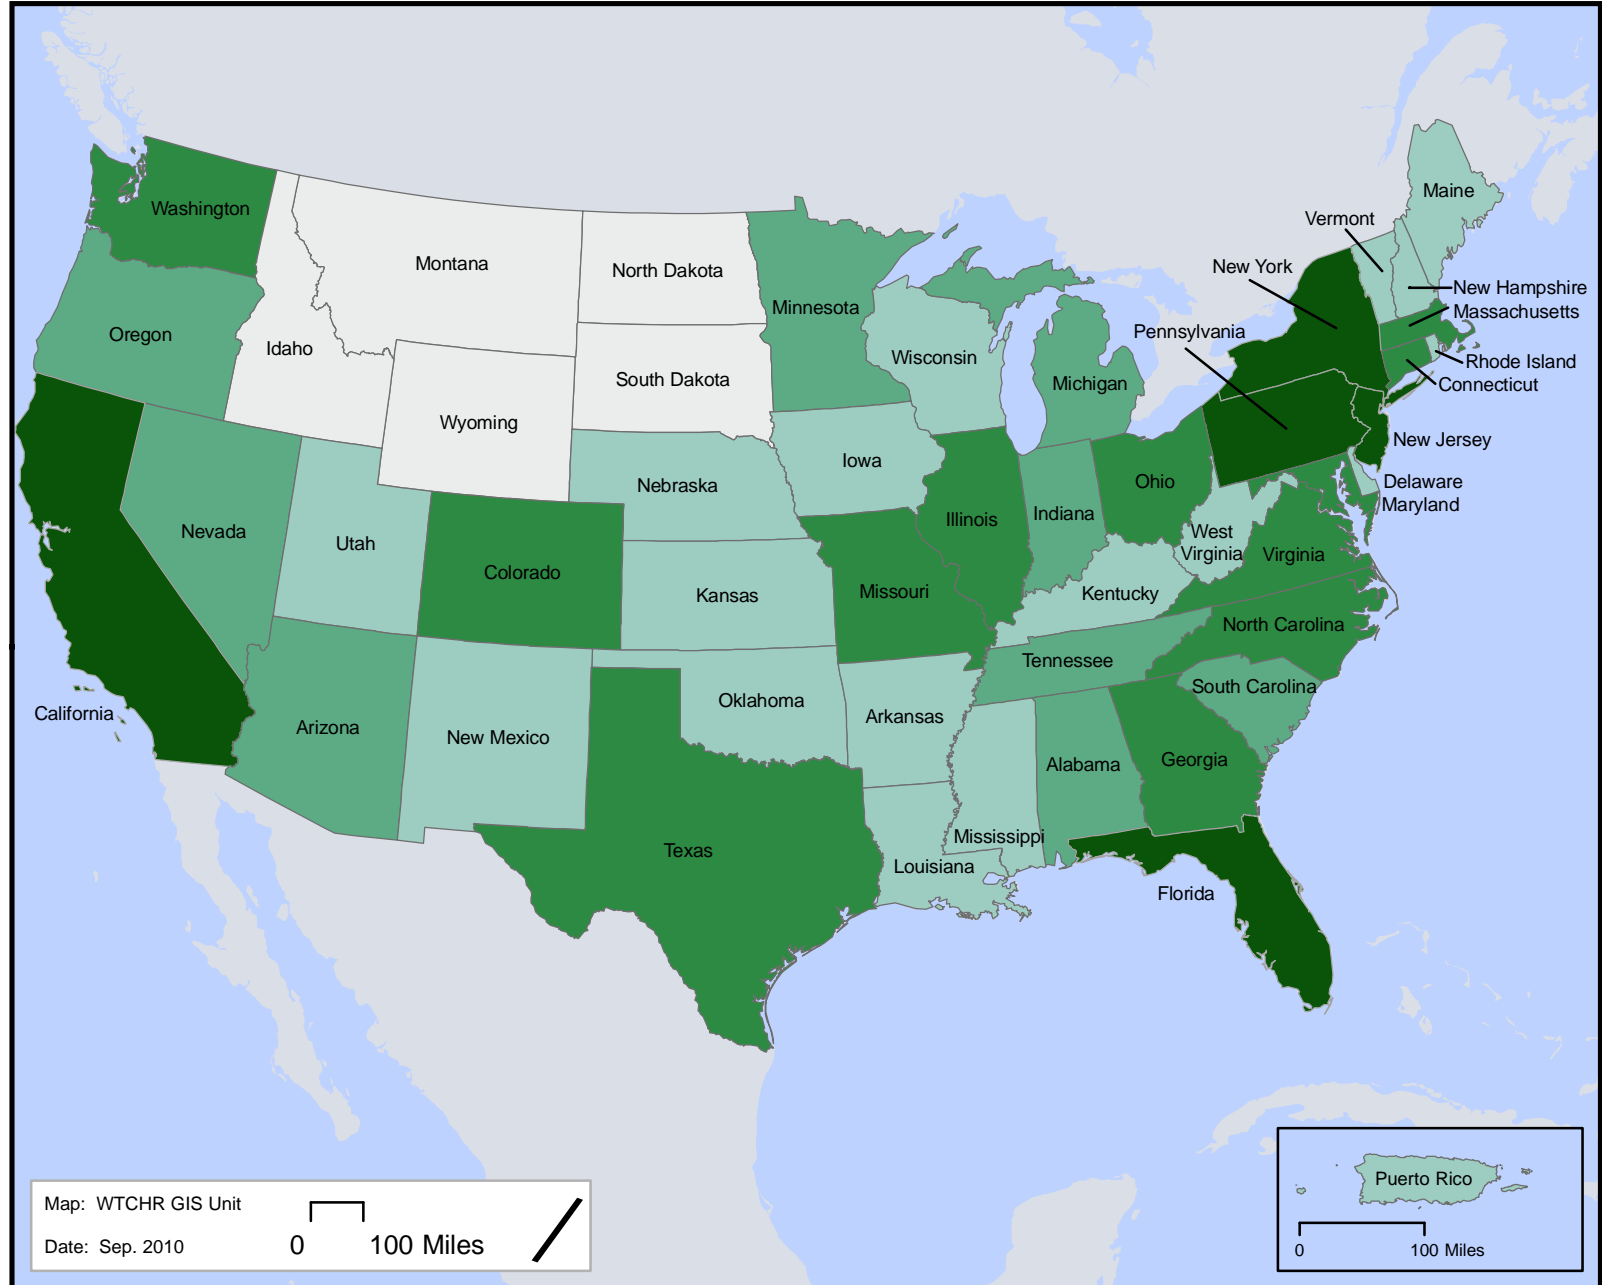 Maine
Vermont
Washington
Montana
New York
North Dakota
New Hampshire
Minnesota
Massachusetts
Pennsylvania
Oregon
Idaho
Wisconsin
Rhode Island
South Dakota
Michigan
Connecticut
Wyoming
New Jersey
Iowa
Nebraska
Ohio
Delaware
Maryland
Illinois
Indiana
Nevada
Utah
West
Virginia
Virginia
Colorado
Missouri
Kansas
Kentucky
North Carolina
Tennessee
South Carolina
Oklahoma
California
Arkansas
Arizona
New Mexico
Georgia
Alabama
Mississippi
Texas
Louisiana
Florida
Puerto Rico
0 100 Miles
Map: WTCHR GIS Unit
Date: Sep. 2010
0 100 Miles